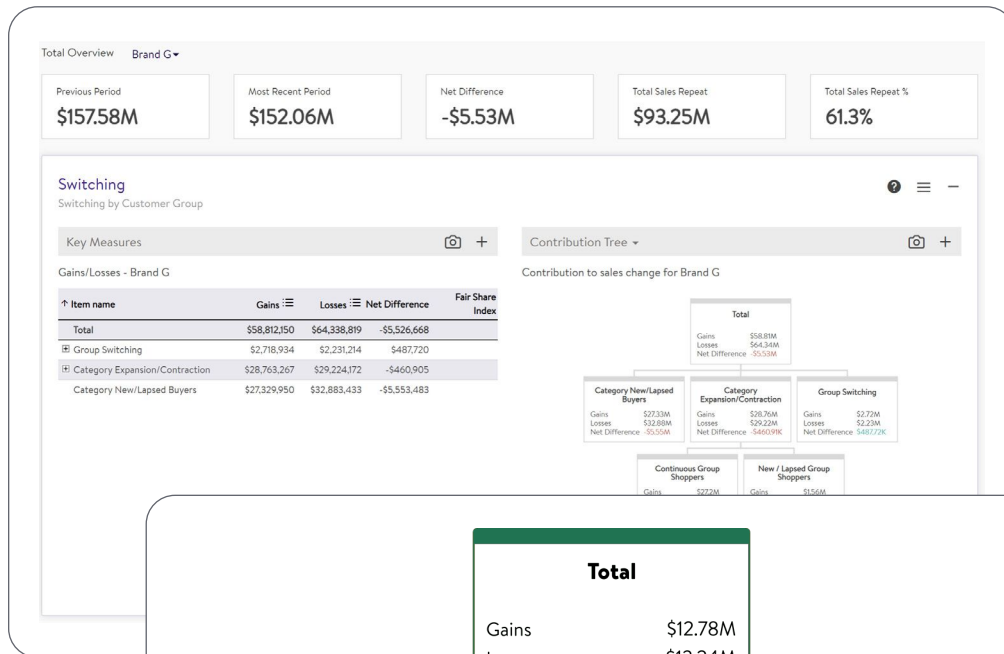 Total Overview Brand G
Previous Period
$157.58M
Most Recent Period
$152.06M
Net Difference
-$5.53M
Total Sales Repeat
$93.25M
Total Sales Repeat %
61.3%
Switching
Switching by Customer Group
Key Measures
Gains/Losses - Brand G
Item name Gains Losses Net Difference Fair Share Index
Total $58,812,150 $64,338,819 -$5,526,668
Group Switching $2,718,934 $2,231,214 $487,720
Category Expansion/Contraction $28,763,267 $29,224,172 -$460,905
Category New/Lapsed Buyers $27,329,950 $32,883,433 -$5,553,483
Contribution Tree
Contribution to sales change for Brand G
Total
Gains $58.81M
Losses $64.34M
Net Difference -$5.53M
Category New/Lapsed
Buyers
Gains $27.33M
Losses $32.88M
Net Difference -$5.55M
Category
Expansion/Contraction
Gains $28.76M
Losses $29.22M
Net Difference -$460.91K
Group Switching
Gains $2.72M
Losses $2.23M
Net Difference $487.72K
Continuous Group
Shoppers
Gains $27.2M
New / Lapsed Group
Shoppers
Gains $1.56M
Total
Gains $12.78M